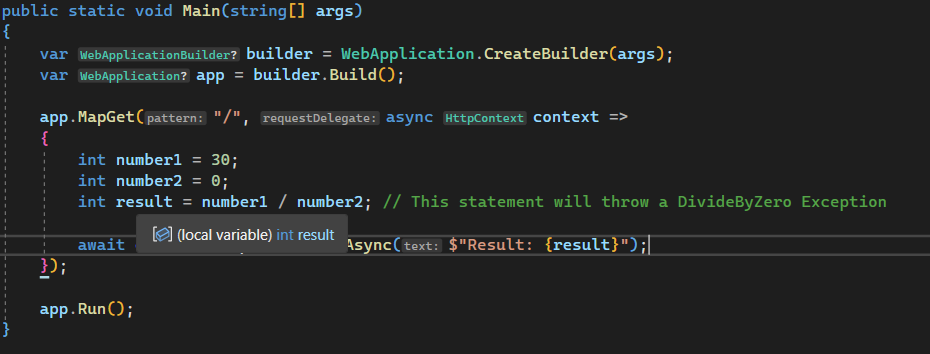 public static void Main(string[] args)
{
var WebApplicationBuilder? builder = WebApplication.CreateBuilder(args);
var WebApplication? app = builder.Build();
app.MapGet(pattern: "/", requestDelegate: async HttpContext context =>
{
int number1 = 30;
int number2 = 0;
int result = number1 / number2; // This statement will throw a DivideByZero Exception
(local variable) int result
await Async(text: $"Result: {result}");
});
app.Run();
}